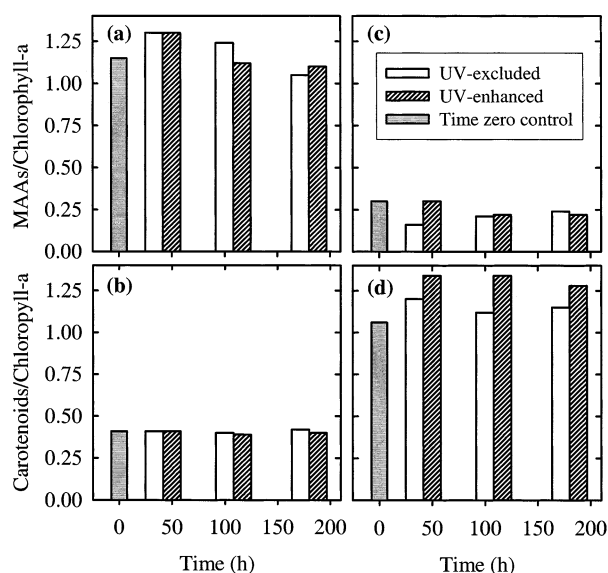 (a)
(c)
1.25
1.00
0.75
0.50
0.25
0.00
MAAs/Chlorophyll-a
UV-excluded
UV-enhanced
Time zero control
(b)
(d)
1.25
1.00
0.75
0.50
0.25
0.00
Carotenoids/Chloropyll-a
0 50 100 150 200
0 50 100 150 200
Time (h)
Time (h)